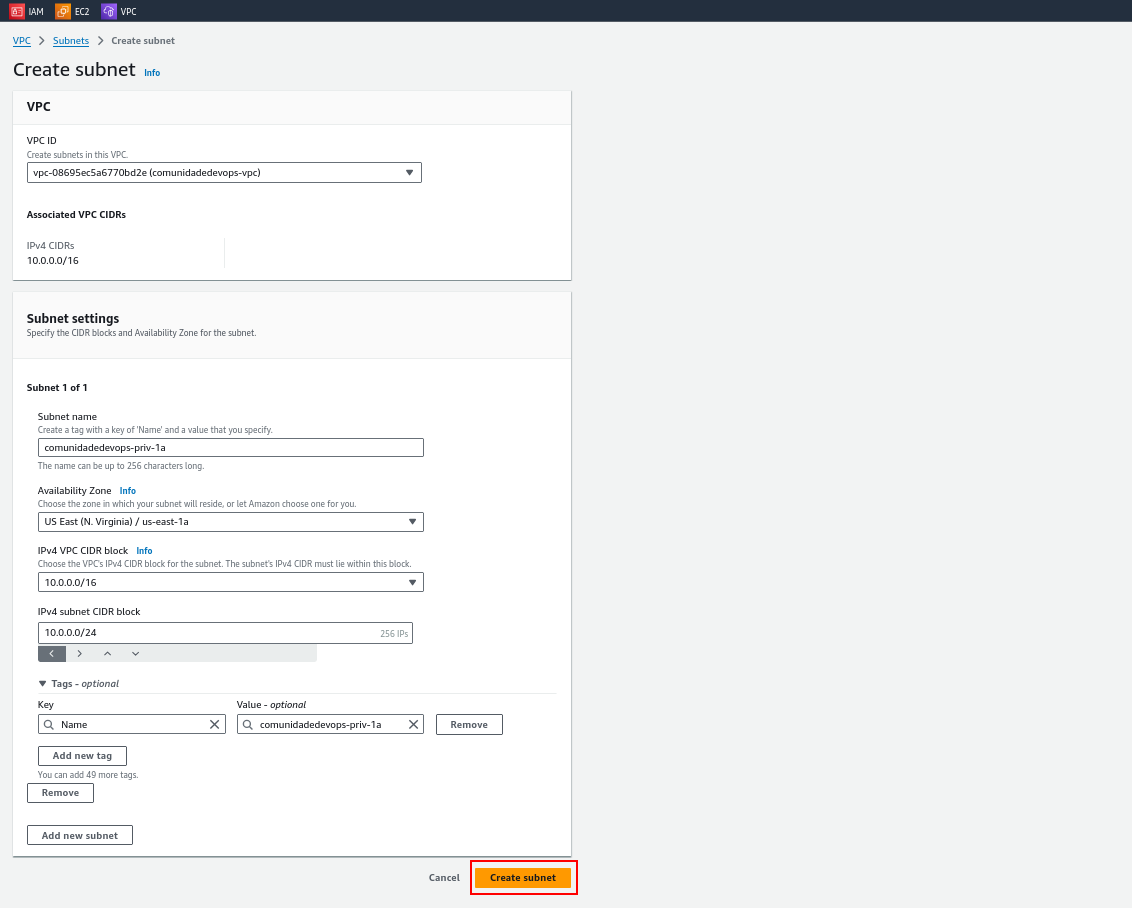 IAM EC2 VPC
VPC Subnets Create subnet
Create subnet Info
VPC
VPC ID
Create subnets in this VPC.
vpc-08695ec5a6770bd2e (comunidadedevops-vpc)
Associated VPC CIDRs
IPv4 CIDRs
10.0.0.0/16
Subnet settings
Specify the CIDR blocks and Availability Zone for the subnet.
Subnet 1 of 1
Subnet name
Create a tag with a key of 'Name' and a value that you specify.
comunidadedevops-priv-1a
The name can be up to 256 characters long.
Availability Zone Info
Choose the zone in which your subnet will reside, or let Amazon choose one for you.
US East (N. Virginia) / us-east-1a
IPv4 VPC CIDR block Info
Choose the VPC's IPv4 CIDR block for the subnet. The subnet's IPv4 CIDR must lie within this block.
10.0.0.0/16
IPv4 subnet CIDR block
10.0.0.0/24 256 IPs
Tags - optional
Key Value - optional
Name comunidadedevops-priv-1a Remove
Add new tag
You can add 49 more tags.
Remove
Add new subnet
Cancel Create subnet